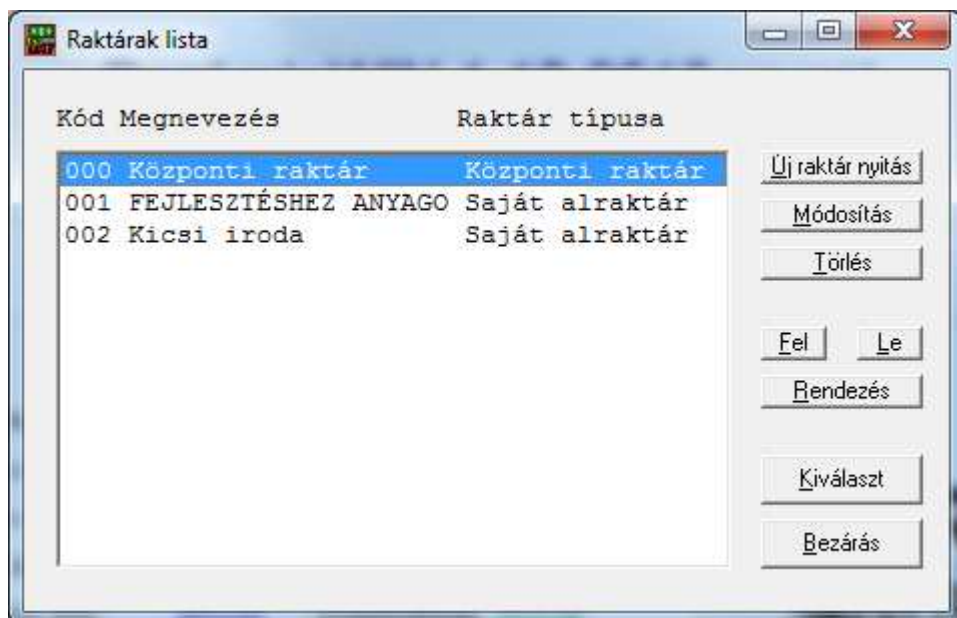 Raktárak lista
Kód Megnevezés Raktár típusa
000 Központi raktár Központi raktár
001 FEJLESZTÉSHEZ ANYAGO Saját alraktár
002 Kicsi iroda Saját alraktár
Új raktár nyitás
Módosítás
Törlés
Fel Le
Rendezés
Kiválaszt
Bezárás